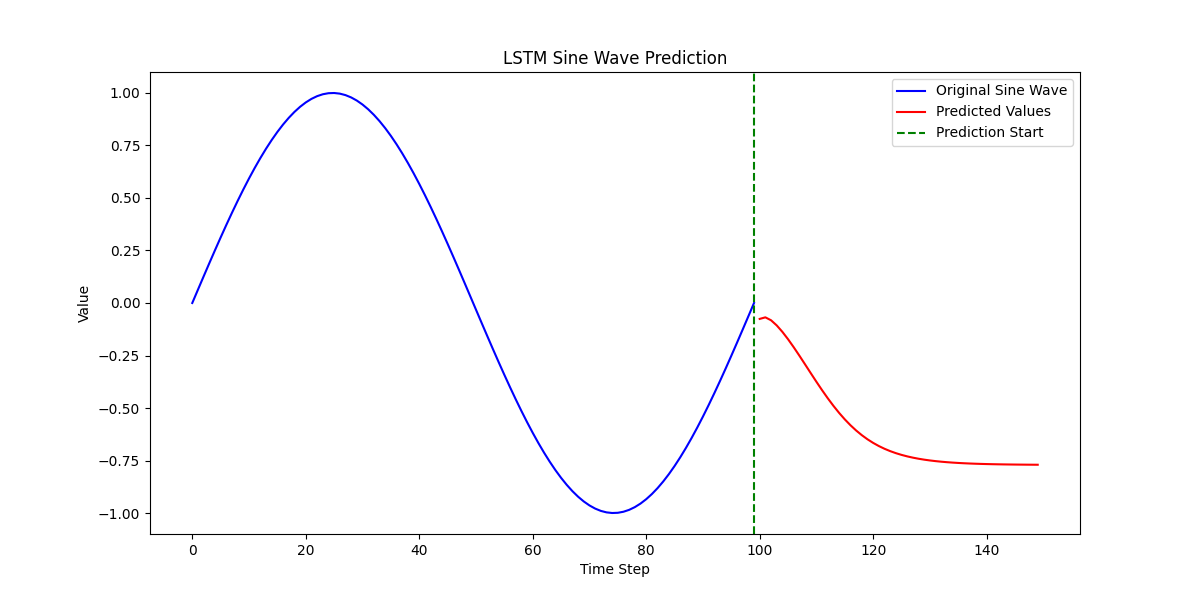 LSTM Sine Wave Prediction
Original Sine Wave
Predicted Values
Prediction Start
1.00
0.75
0.50
0.25
0.00
−0.25
−0.50
−0.75
−1.00
Value
0 20 40 60 80 100 120 140
Time Step